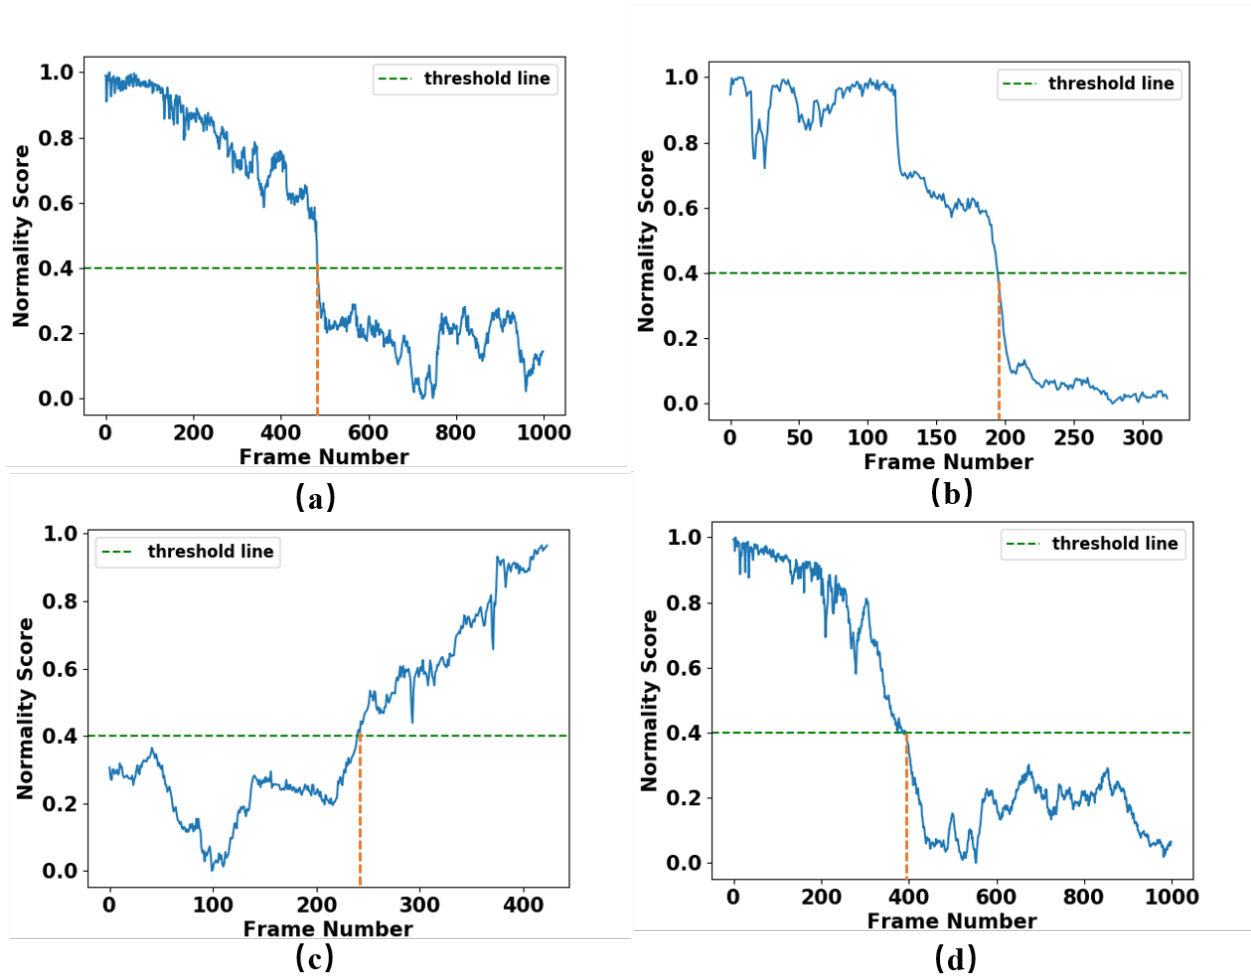 threshold line
1.0
0.8
0.6
0.4
0.2
0.0
Normality Score
0 200 400 600 800 1000
Frame Number
(a)
threshold line
1.0
0.8
0.6
0.4
0.2
0.0
Normality Score
0 50 100 150 200 250 300
Frame Number
(b)
threshold line
1.0
0.8
0.6
0.4
0.2
0.0
Normality Score
0 100 200 300 400
Frame Number
(c)
threshold line
1.0
0.8
0.6
0.4
0.2
0.0
Normality Score
0 200 400 600 800 1000
Frame Number
(d)